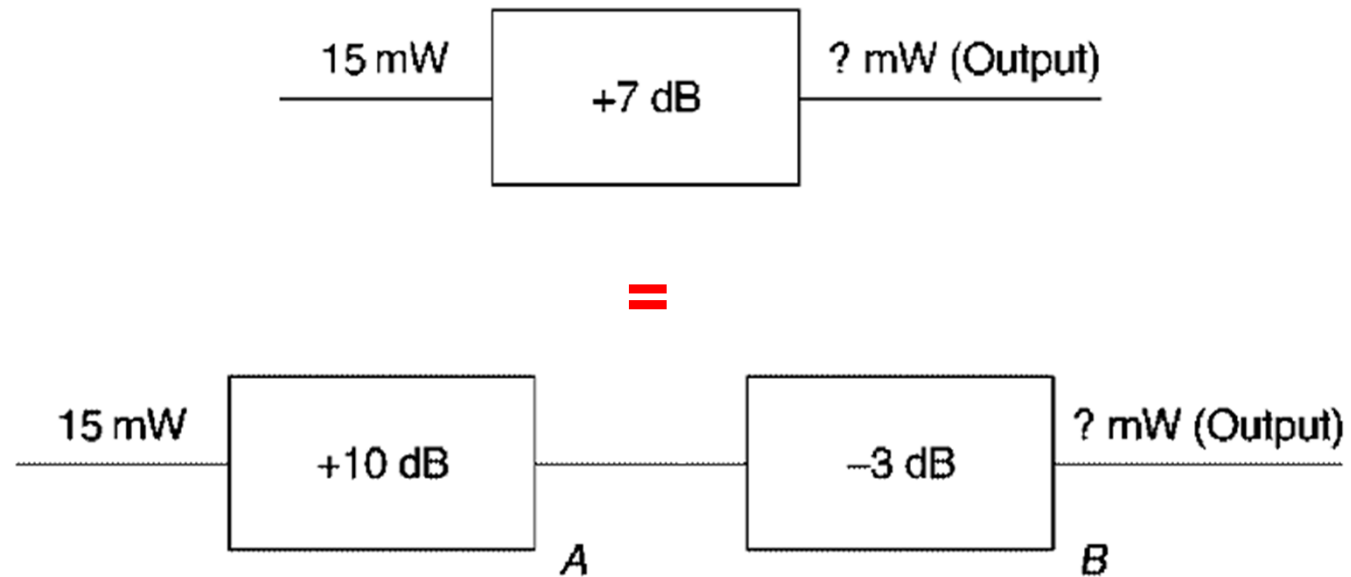 15 mW
+7 dB
? mW (Output)
=
15 mW
+10 dB
A
–3 dB
B
? mW (Output)